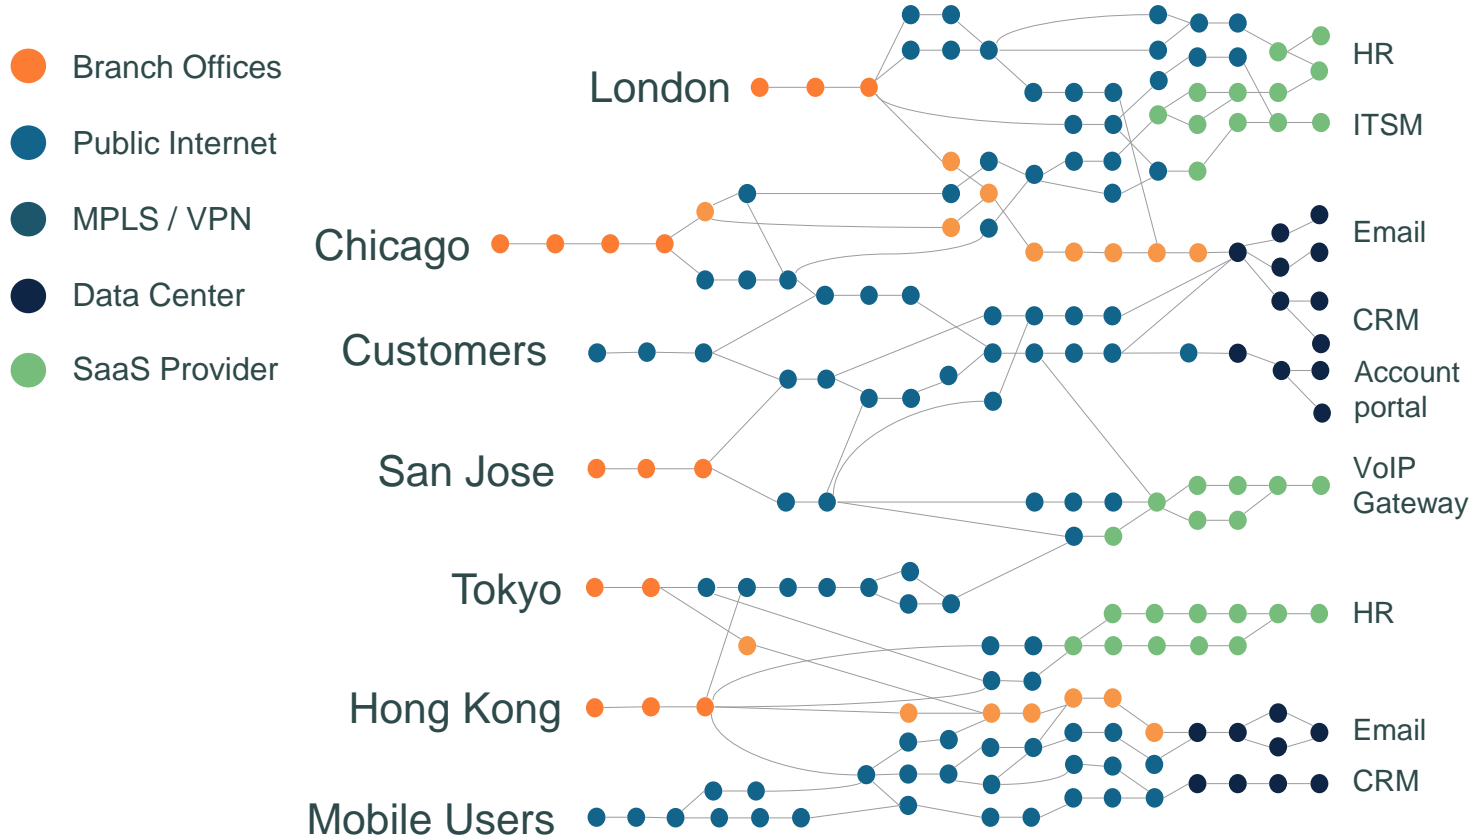 Branch Offices
Public Internet
MPLS / VPN
Data Center
SaaS Provider
London
Chicago
Customers
San Jose
Tokyo
Hong Kong
Mobile Users
HR
ITSM
Email
CRM
Account
portal
VoIP
Gateway
HR
Email
CRM